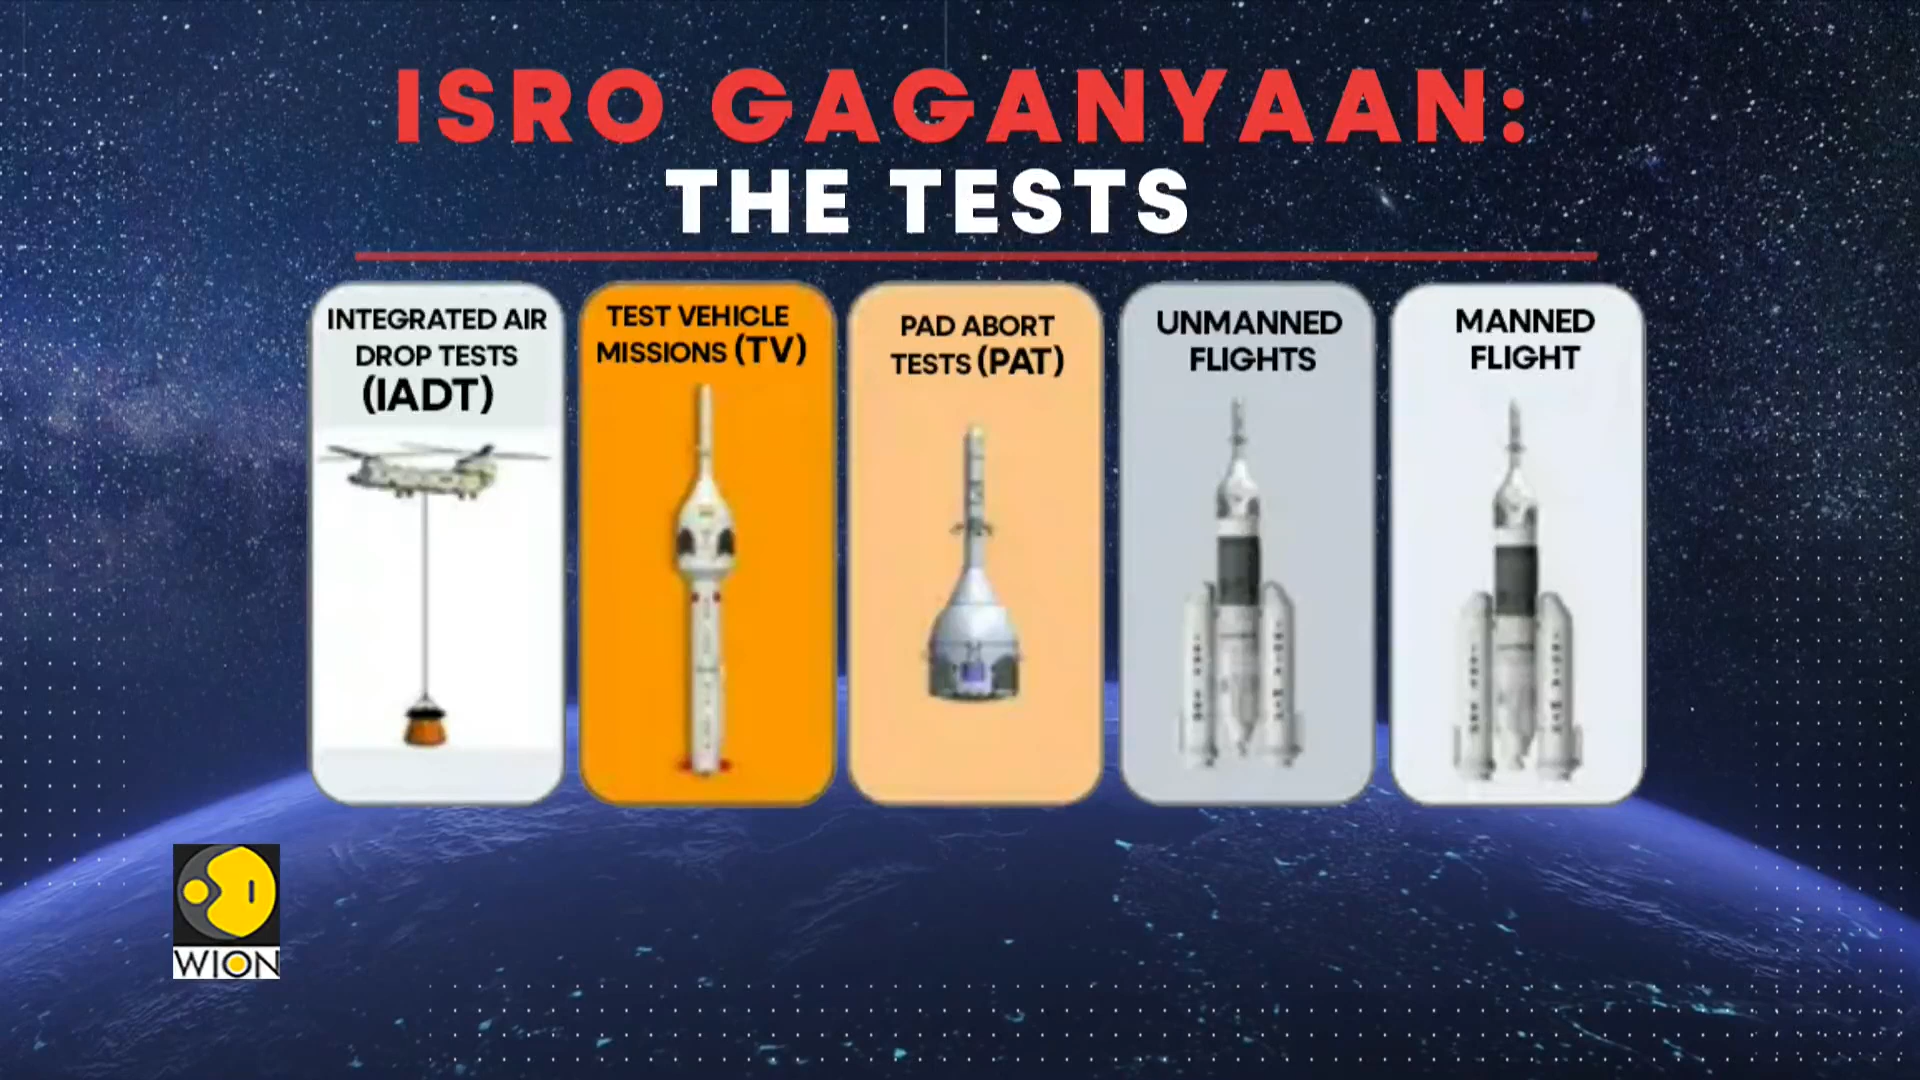 ISRO GAGANYAAN:
THE TESTS
INTEGRATED AIR
DROP TESTS
(IADT)
TEST VEHICLE
MISSIONS (TV)
PAD ABORT
TESTS (PAT)
UNMANNED
FLIGHTS
MANNED
FLIGHT
WION